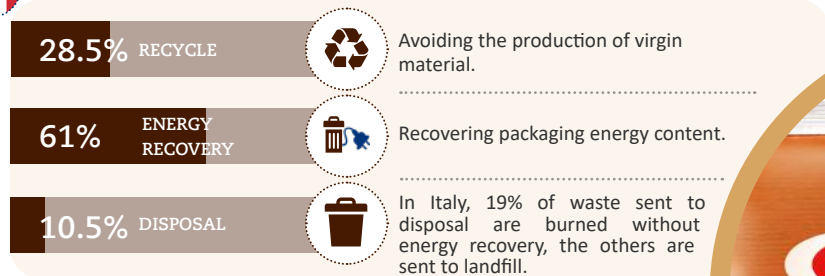 28.5% RECYCLE
Avoiding the production of virgin
material.
61% ENERGY
RECOVERY
Recovering packaging energy content.
10.5% DISPOSAL
In Italy, 19% of waste sent to
disposal are burned without
energy recovery, the others are
sent to landfill.